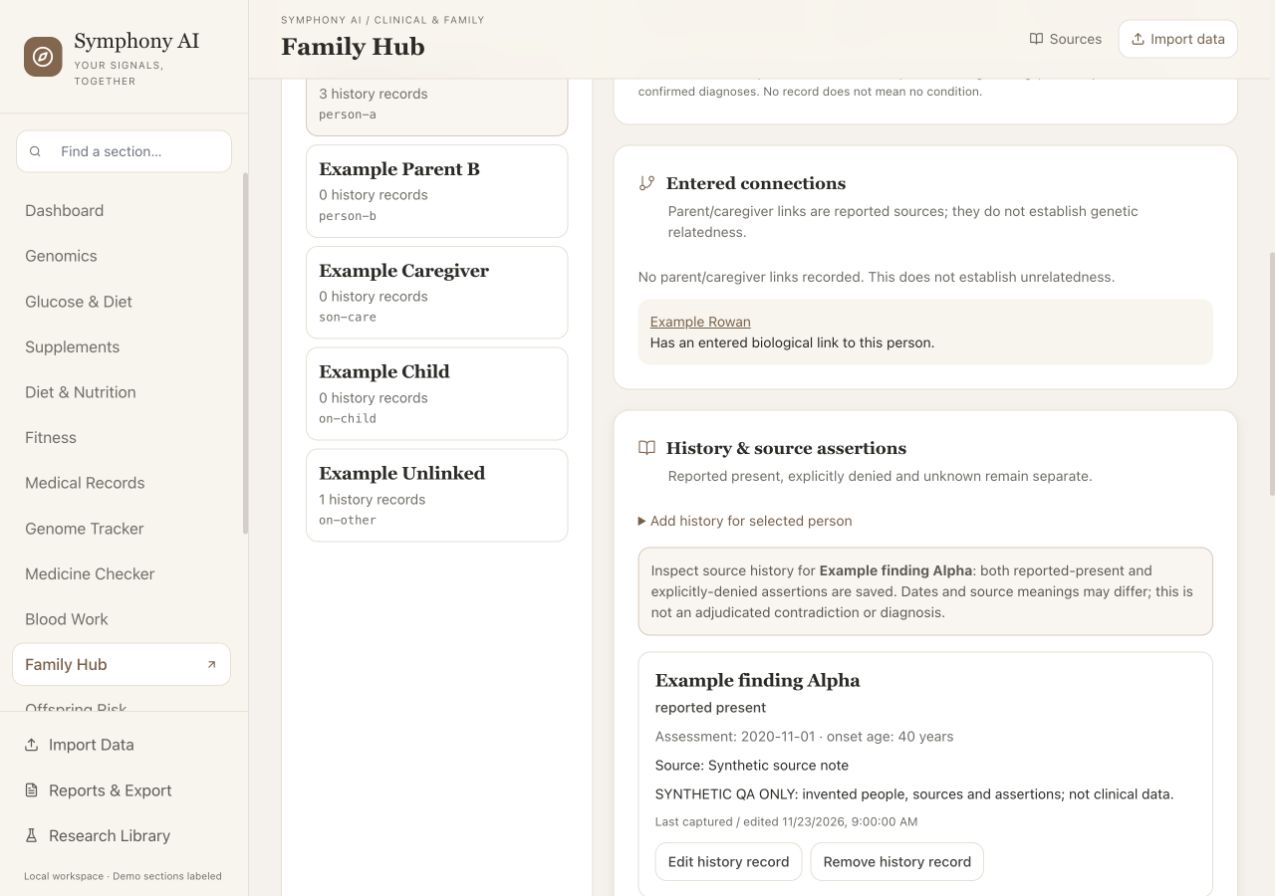 Symphony AI
YOUR SIGNALS,
TOGETHER
Find a section...
Dashboard
Genomics
Glucose & Diet
Supplements
Diet & Nutrition
Fitness
Medical Records
Genome Tracker
Medicine Checker
Blood Work
Family Hub
Offspring Risk
Import Data
Reports & Export
Research Library
Local workspace · Demo sections labeled
SYMPHONY AI / CLINICAL & FAMILY
Family Hub
Sources
Import data
3 history records
person-a
Example Parent B
0 history records
person-b
Example Caregiver
0 history records
son-care
Example Child
0 history records
on-child
Example Unlinked
1 history records
on-other
confirmed diagnoses. No record does not mean no condition.
Entered connections
Parent/caregiver links are reported sources; they do not establish genetic
relatedness.
No parent/caregiver links recorded. This does not establish unrelatedness.
Example Rowan
Has an entered biological link to this person.
History & source assertions
Reported present, explicitly denied and unknown remain separate.
Add history for selected person
Inspect source history for Example finding Alpha: both reported-present and
explicitly-denied assertions are saved. Dates and source meanings may differ; this is
not an adjudicated contradiction or diagnosis.
Example finding Alpha
reported present
Assessment: 2020-11-01 · onset age: 40 years
Source: Synthetic source note
SYNTHETIC QA ONLY: invented people, sources and assertions; not clinical data.
Last captured / edited 11/23/2026, 9:00:00 AM
Edit history record
Remove history record